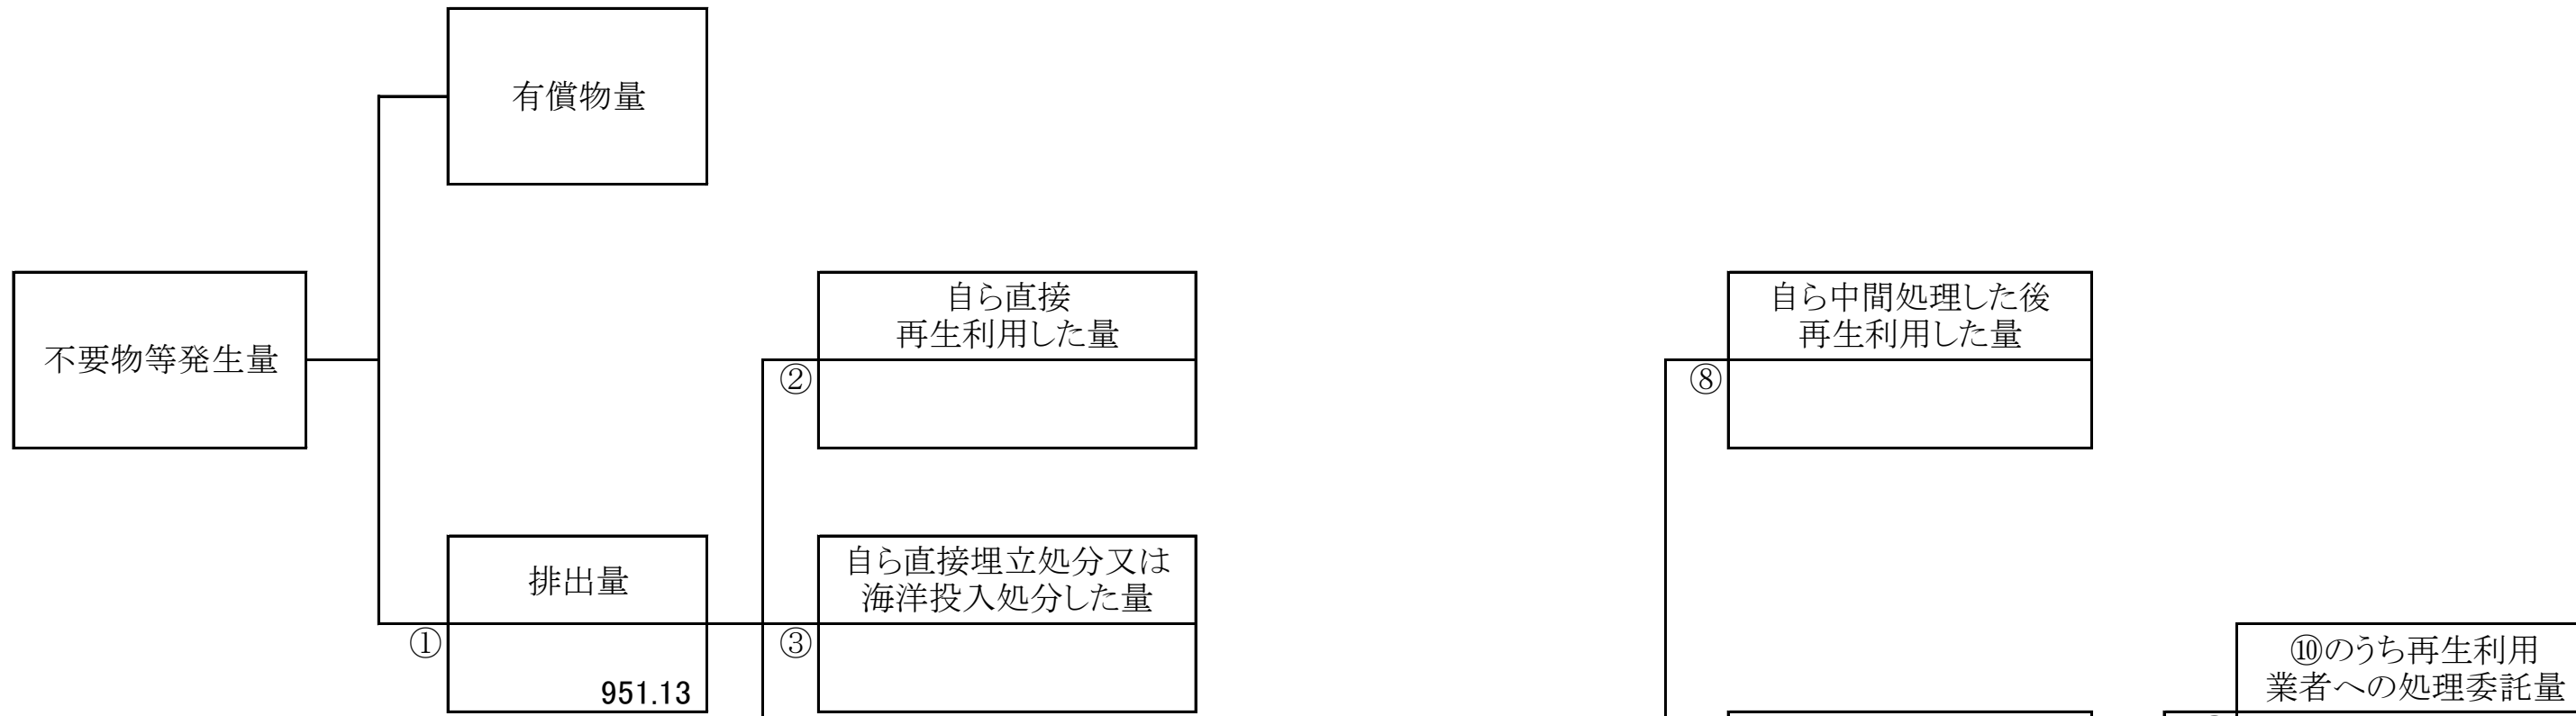 有償物量
自ら直接
再生利用した量
自ら中間処理した後
再生利用した量
不要物等発生量
②
⑧
排出量
自ら直接埋立処分又は
海洋投入処分した量
①
951.13
③
⑩のうち再生利用
業者への処理委託量